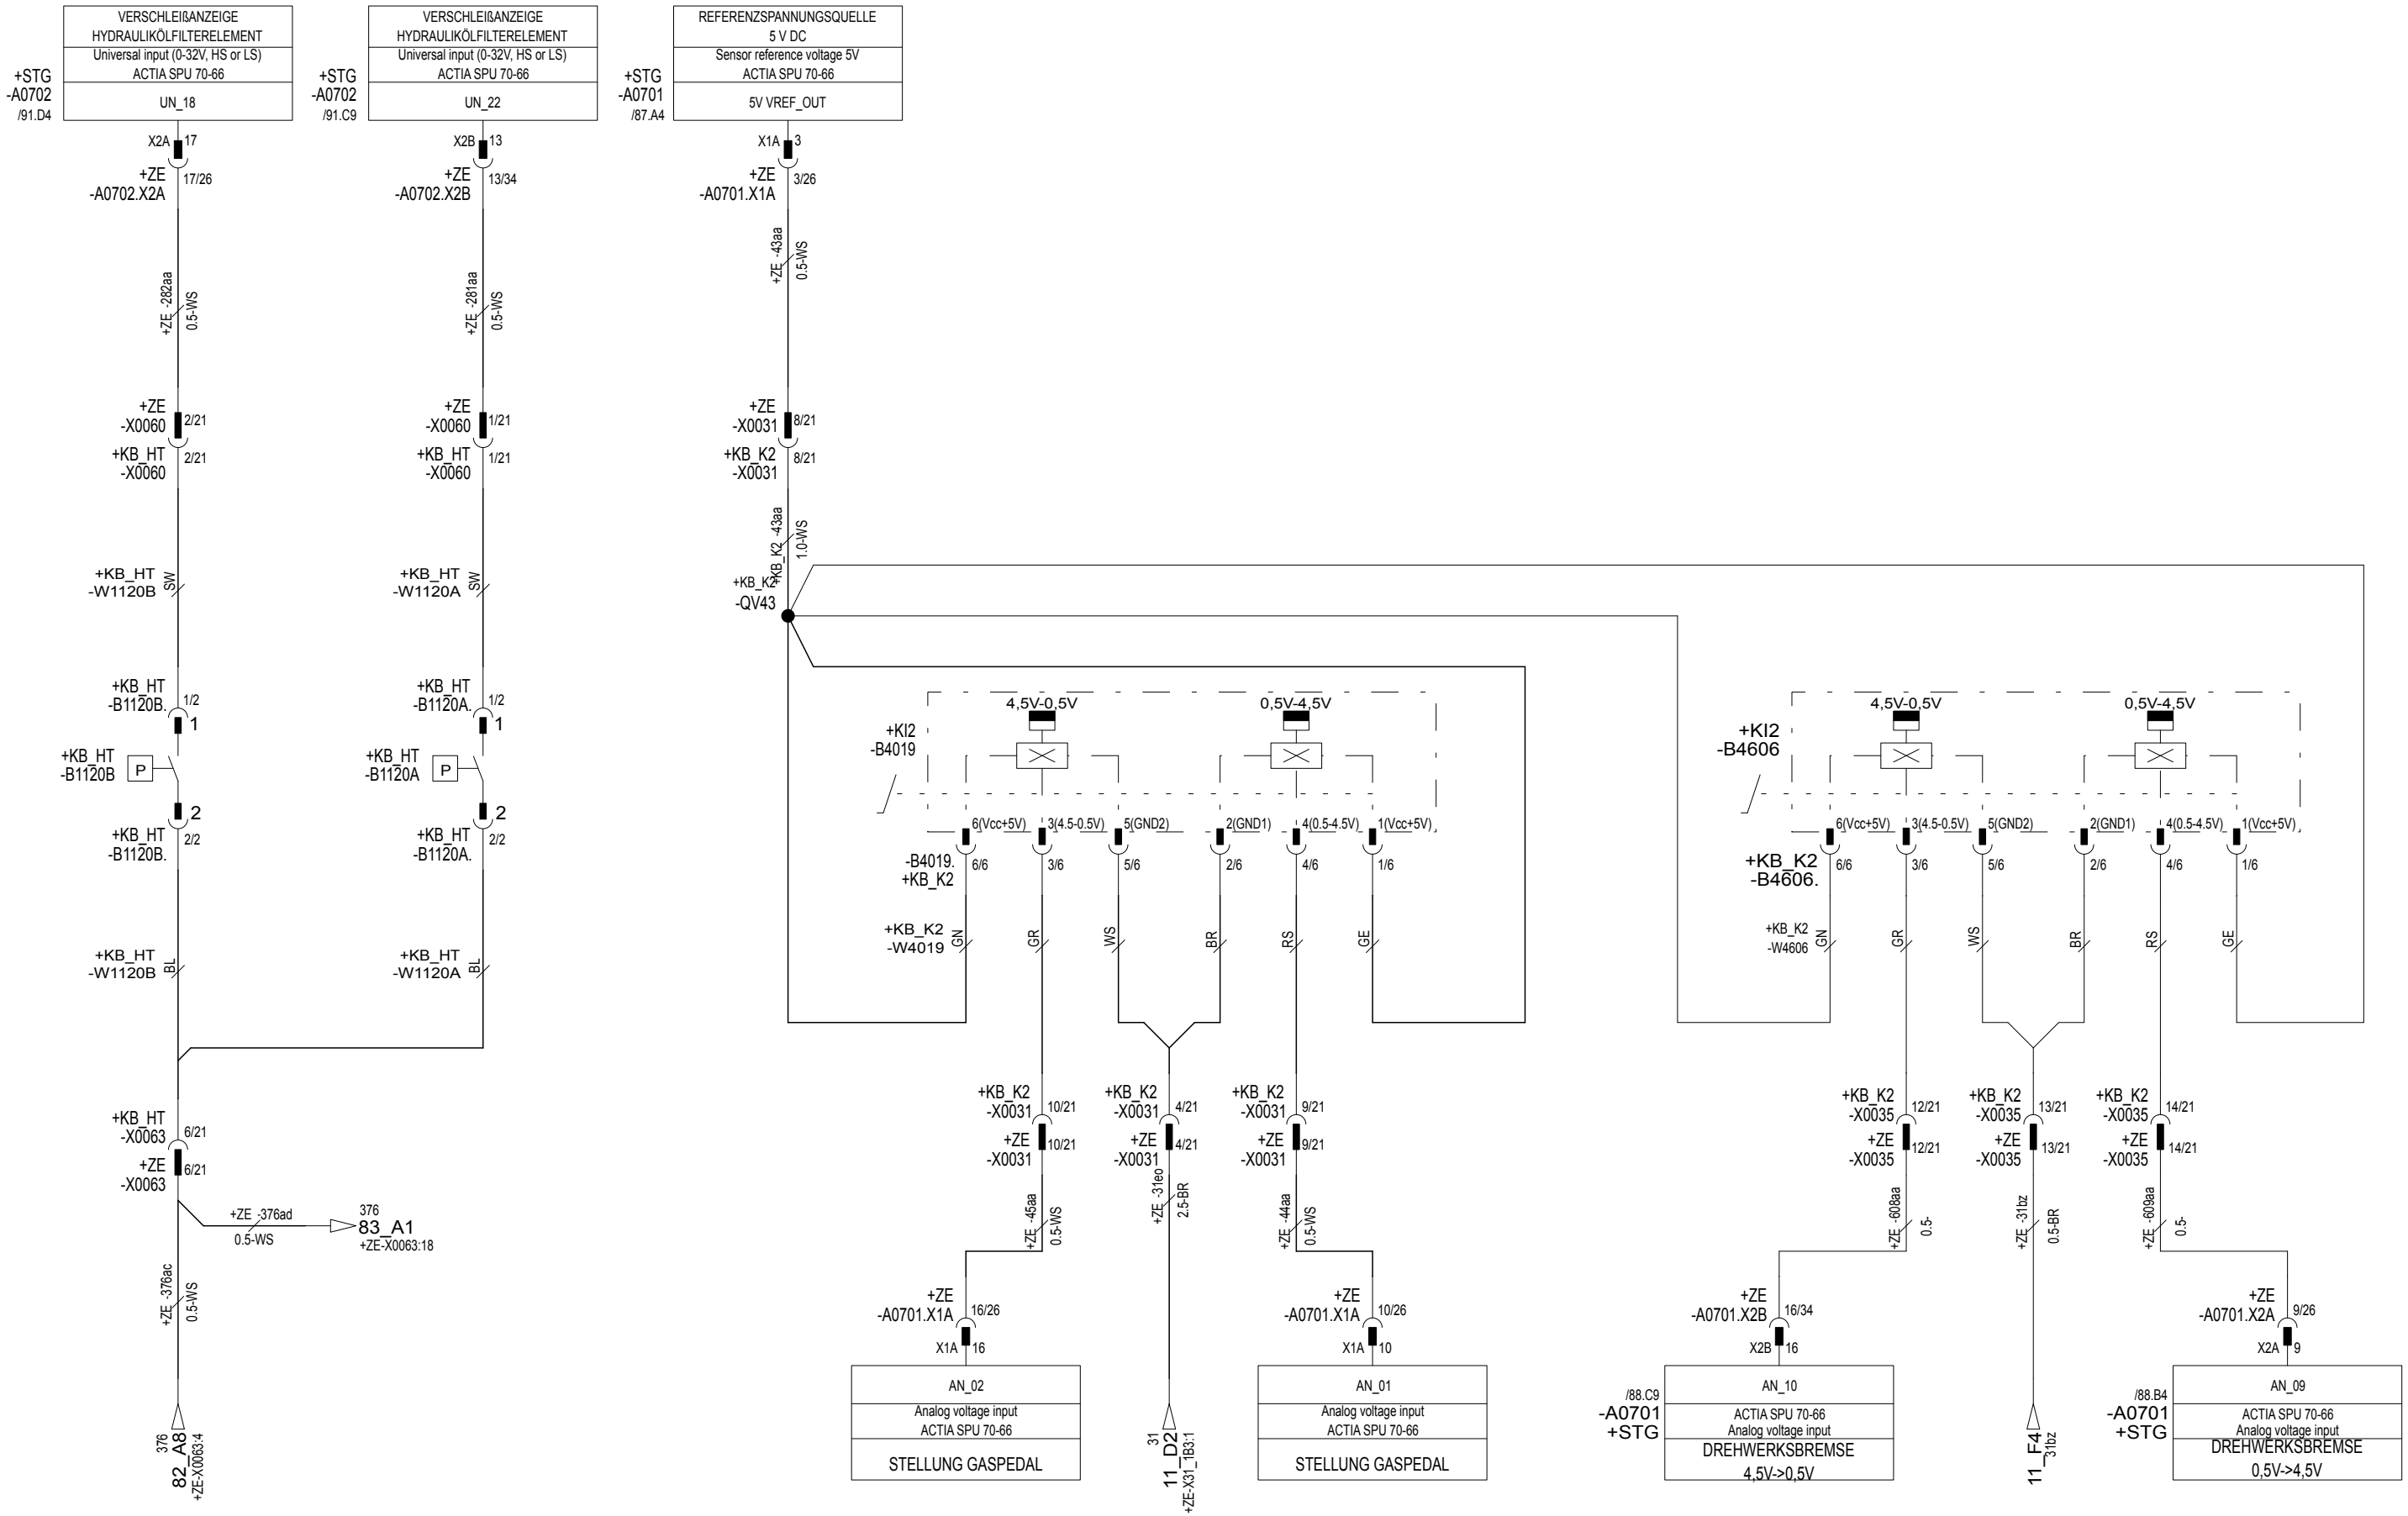 VERSCHLEIßANZEIGE
HYDRAULIKÖLFILTERELEMENT
Universal input (0-32V, HS or LS)
ACTIA SPU 70-66
UN_18
+STG
-A0702
/91.D4
X2A 17
+ZE 17/26
-A0702.X2A
+ZE -282aa
0.5-WS
+ZE
-X0060 2/21
+KB_HT 2/21
-X0060
+KB_HT
-W1120B SW
+KB_HT 1/2
-B1120B.
1
+KB_HT
-B1120B P
2
+KB_HT 2/2
-B1120B.
+KB_HT
-W1120B BL
+KB_HT
-X0063 6/21
+ZE 6/21
-X0063
+ZE -376ad
0.5-WS
376
83_A1
+ZE-X0063:18
+ZE -376ac
0.5-WS
376
82_A8
+ZE-X0063:4
VERSCHLEIßANZEIGE
HYDRAULIKÖLFILTERELEMENT
Universal input (0-32V, HS or LS)
ACTIA SPU 70-66
UN_22
+STG
-A0702
/91.C9
X2B 13
+ZE 13/34
-A0702.X2B
+ZE -281aa
0.5-WS
+ZE
-X0060 1/21
+KB_HT 1/21
-X0060
+KB_HT
-W1120A SW
+KB_HT 1/2
-B1120A.
1
+KB_HT
-B1120A P
2
+KB_HT 2/2
-B1120A.
+KB_HT
-W1120A BL
REFERENZSPANNUNGSQUELLE
5 V DC
Sensor reference voltage 5V
ACTIA SPU 70-66
5V VREF_OUT
+STG
-A0701
/87.A4
X1A 3
+ZE 3/26
-A0701.X1A
+ZE -43aa
0.5-WS
+ZE
-X0031 8/21
+KB_K2 8/21
-X0031
+KB_K2 -43aa
1.0-WS
+KB_K2
-QV43
4,5V-0,5V 0,5V-4,5V
+KI2
-B4019
6(Vcc+5V) 3(4.5-0.5V) 5(GND2) 2(GND1) 4(0.5-4.5V) 1(Vcc+5V)
-B4019. 6/6 3/6 5/6 2/6 4/6 1/6
+KB_K2
+KB_K2
-W4019 GN GR WS BR RS GE
+KB_K2 10/21
-X0031
+ZE 10/21
-X0031
+KB_K2 4/21
-X0031
+ZE 4/21
-X0031
+KB_K2 9/21
-X0031
+ZE 9/21
-X0031
+ZE -45aa
0.5-WS
+ZE -31eo
2.5-BR
+ZE -44aa
0.5-WS
+ZE
-A0701.X1A 16/26
X1A 16
AN_02
Analog voltage input
ACTIA SPU 70-66
STELLUNG GASPEDAL
31
11_D2
+ZE-X31_1B3:1
+ZE
-A0701.X1A 10/26
X1A 10
AN_01
Analog voltage input
ACTIA SPU 70-66
STELLUNG GASPEDAL
4,5V-0,5V 0,5V-4,5V
+KI2
-B4606
6(Vcc+5V) 3(4.5-0.5V) 5(GND2) 2(GND1) 4(0.5-4.5V) 1(Vcc+5V)
+KB_K2 6/6 3/6 5/6 2/6 4/6 1/6
-B4606.
+KB_K2
-W4606 GN GR WS BR RS GE
+KB_K2 12/21
-X0035
+ZE 12/21
-X0035
+KB_K2 13/21
-X0035
+ZE 13/21
-X0035
+KB_K2 14/21
-X0035
+ZE 14/21
-X0035
+ZE -608aa
0.5-
+ZE -31bz
0.5-BR
+ZE -609aa
0.5-
+ZE
-A0701.X2B 16/34
X2B 16
/88.C9
-A0701
+STG
AN_10
ACTIA SPU 70-66
Analog voltage input
DREHWERKSBREMSE
4,5V->0,5V
11_F4
31bz
+ZE
-A0701.X2A 9/26
X2A 9
/88.B4
-A0701
+STG
AN_09
ACTIA SPU 70-66
Analog voltage input
DREHWERKSBREMSE
0,5V->4,5V